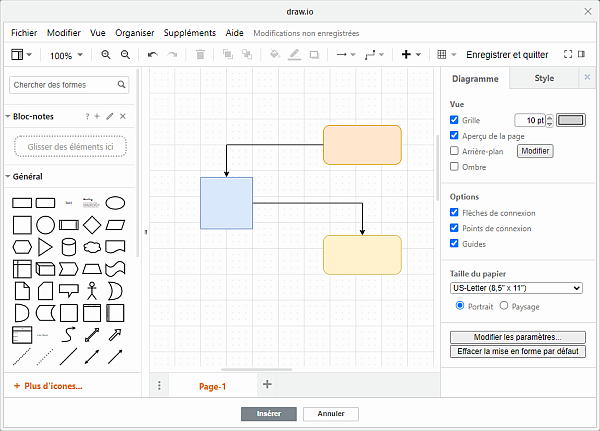 draw.io
Fichier Modifier Vue Organiser Suppléments Aide Modifications non enregistrées
100% Enregistrer et quitter
Chercher des formes
Bloc-notes
Glisser des éléments ici
Général
Text
Plus d'icones...
Page-1
Diagramme Style
Vue
Grille 10 pt
Aperçu de la page
Arrière-plan Modifier
Ombre
Options
Flèches de connexion
Points de connexion
Guides
Taille du papier
US-Letter (8,5" x 11")
Portrait Paysage
Modifier les paramètres...
Effacer la mise en forme par défaut
Insérer Annuler